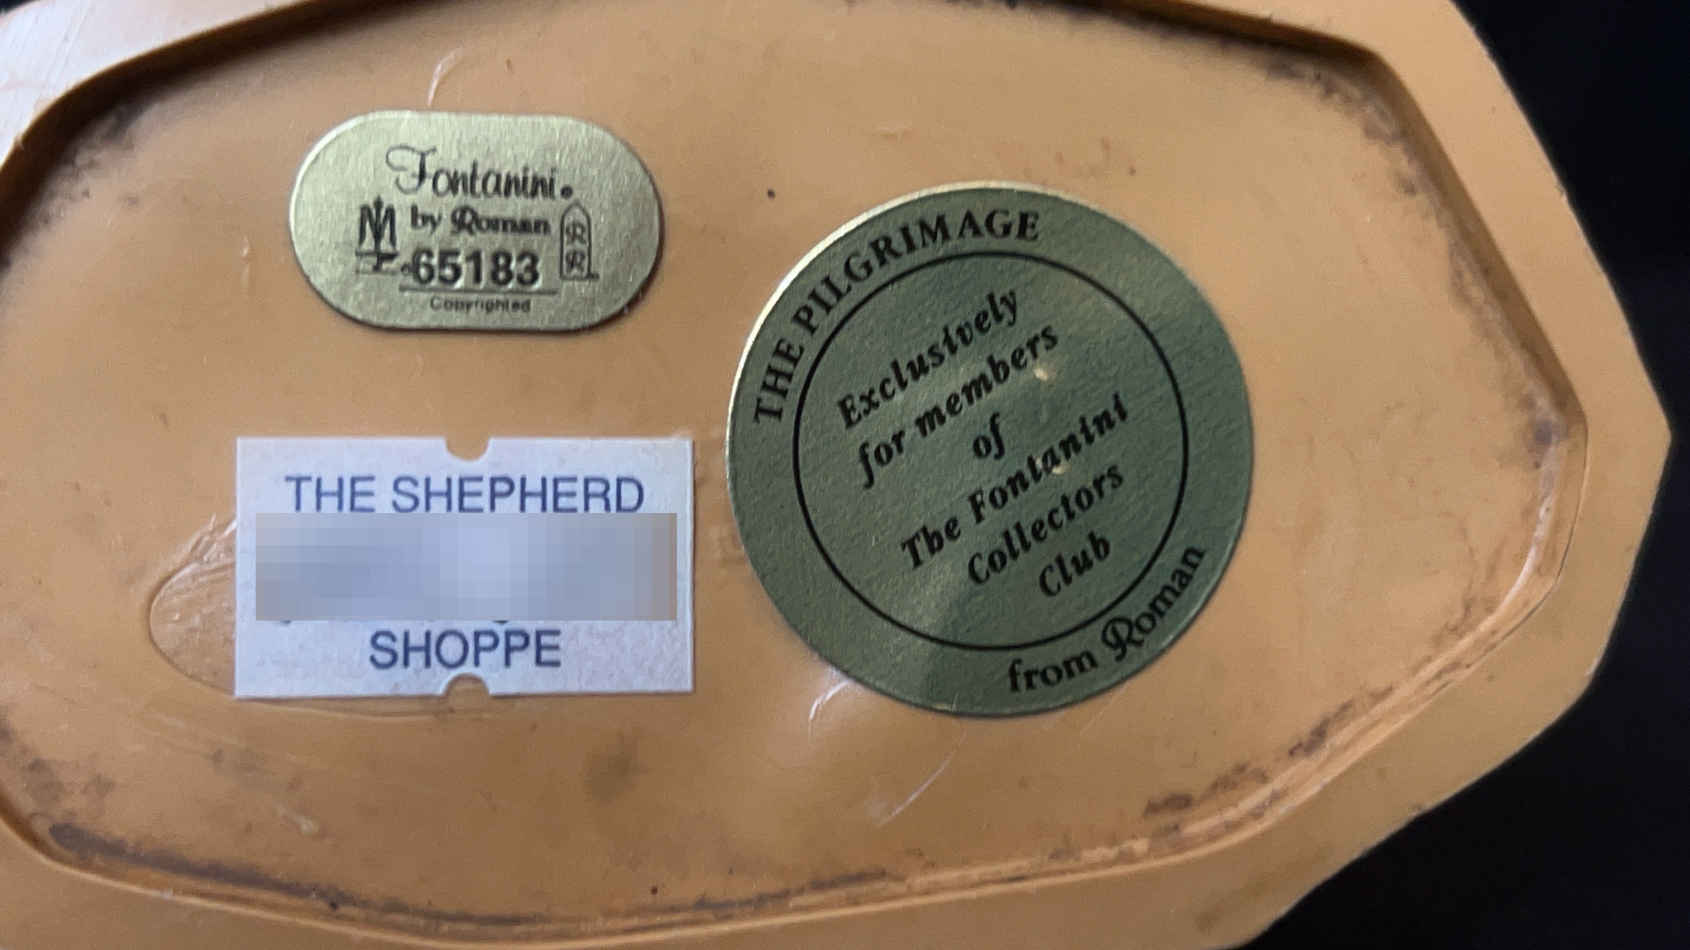 Fontanini®
by Roman
65183
Copyrighted
THE PILGRIMAGE
Exclusively
for members
of
The Fontanini
Collectors
Club
from Roman
THE SHEPHERD
SHOPPE